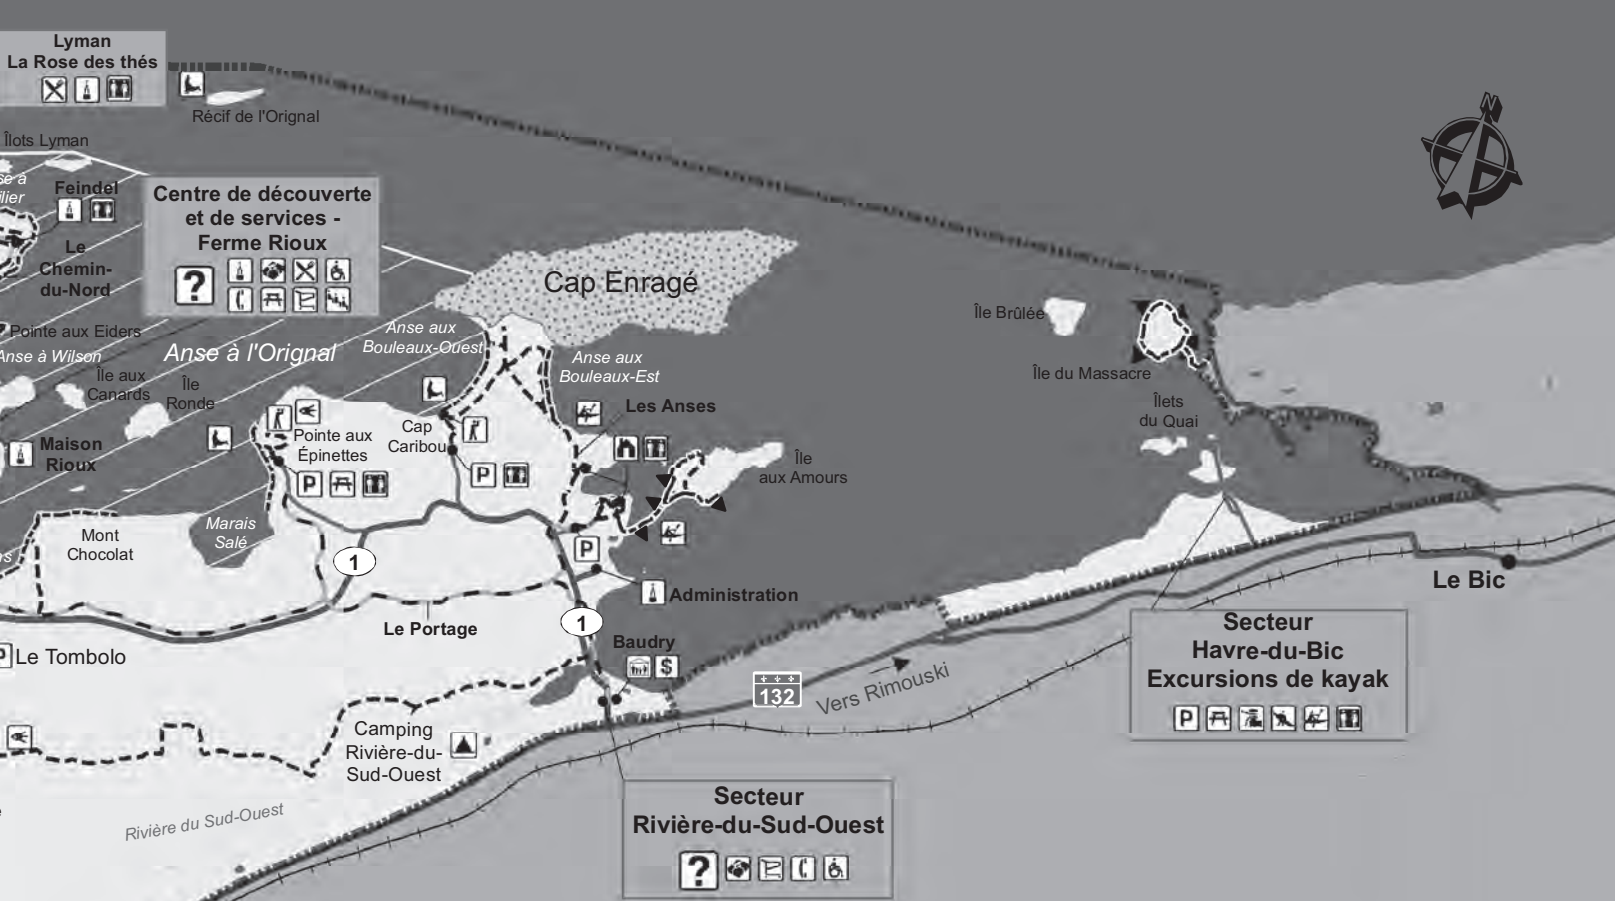 Lyman
La Rose des thés
Récif de l'Orignal
N
Îlots Lyman
Feindel
Le
Chemin-
du-Nord
Centre de découverte
et de services -
Ferme Rioux
?
Cap Enragé
Pointe aux Eiders
Anse à Wilson
Anse à l'Orignal
Anse aux
Bouleaux-Ouest
Anse aux
Bouleaux-Est
Île Brûlée
Île du Massacre
Îlets
du Quai
Île aux
Canards
Île
Ronde
Les Anses
Pointe aux
Épinettes
Cap
Caribou
Maison
Rioux
P
P
Île
aux Amours
Mont
Chocolat
Marais
Salé
1
P
Administration
Le Bic
Le Portage
1
Baudry
$
P
Le Tombolo
132
Vers Rimouski
Secteur
Havre-du-Bic
Excursions de kayak
P
Camping
Rivière-du-
Sud-Ouest
Rivière du Sud-Ouest
Secteur
Rivière-du-Sud-Ouest
?